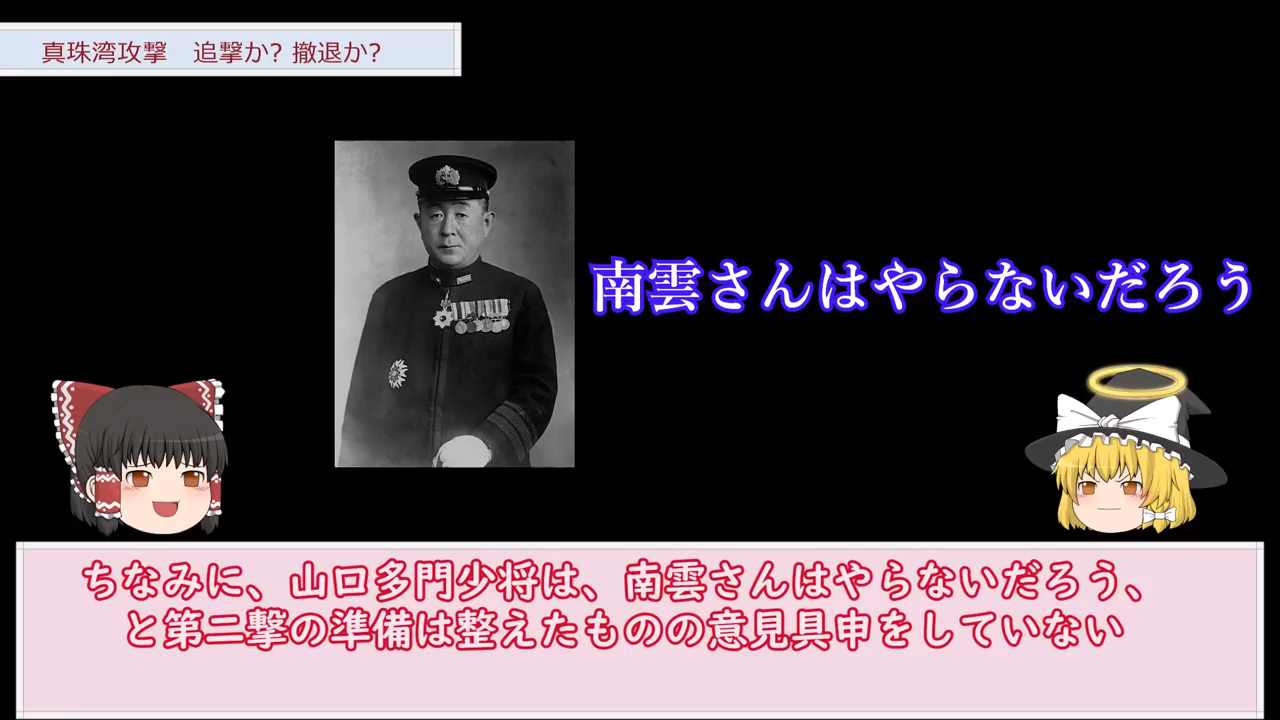 真珠湾攻撃　追撃か? 撤退か?
南雲さんはやらないだろう
ちなみに、山口多門少将は、南雲さんはやらないだろう、
と第二撃の準備は整えたものの意見具申をしていない